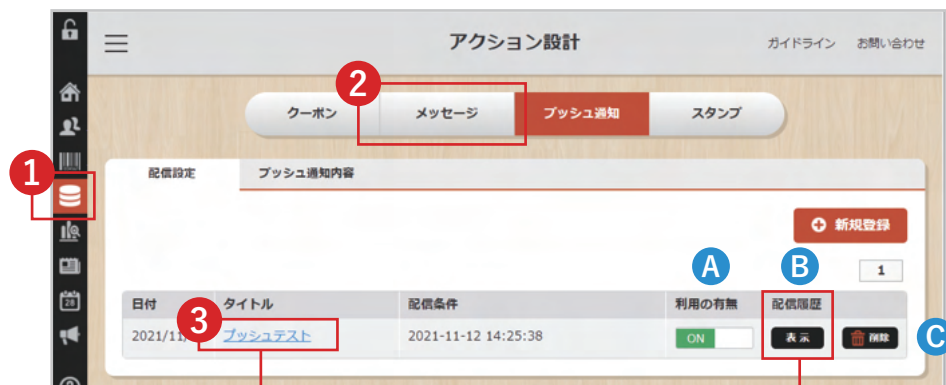 アクション設計
ガイドライン お問い合わせ
2
クーポン メッセージ プッシュ通知 スタンプ
1
配信設定 プッシュ通知内容
新規登録
A B
1
日付 タイトル 配信条件 利用の有無 配信履歴
3
2021/11/ プッシュテスト 2021-11-12 14:25:38 ON 表示 削除 C
28